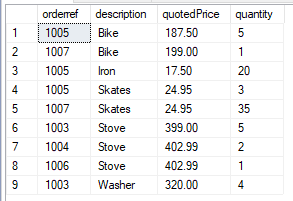 orderref description quotedPrice quantity
1 1005 Bike 187.50 5
2 1007 Bike 199.00 1
3 1005 Iron 17.50 20
4 1005 Skates 24.95 3
5 1007 Skates 24.95 35
6 1003 Stove 399.00 5
7 1004 Stove 402.99 2
8 1006 Stove 402.99 1
9 1003 Washer 320.00 4